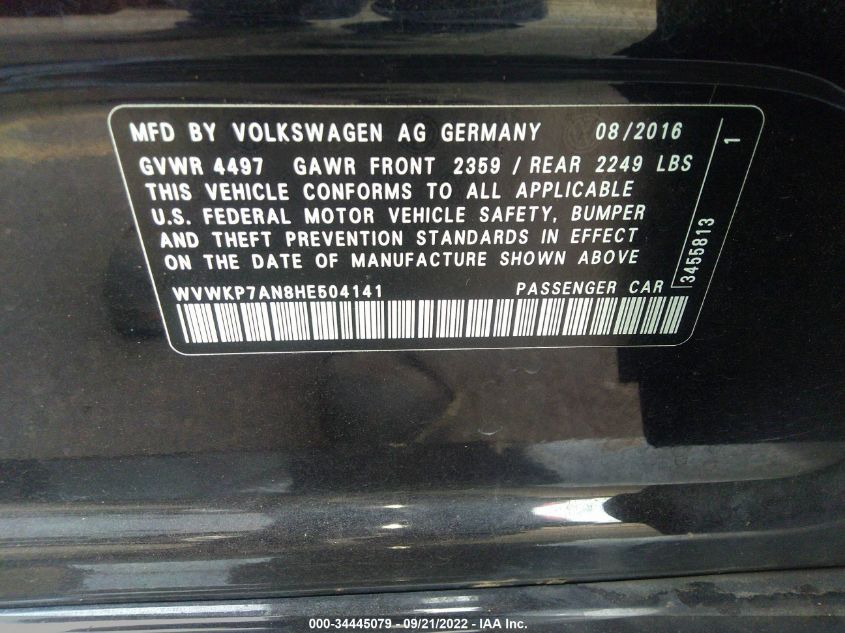 MFD BY VOLKSWAGEN AG GERMANY 08/2016
GVWR 4497 GAWR FRONT 2359 / REAR 2249 LBS
THIS VEHICLE CONFORMS TO ALL APPLICABLE
U.S. FEDERAL MOTOR VEHICLE SAFETY, BUMPER
AND THEFT PREVENTION STANDARDS IN EFFECT
ON THE DATE OF MANUFACTURE SHOWN ABOVE
WVWKP7AN8HE504141 PASSENGER CAR
3455813
1
000-34445079 - 09/21/2022 - IAA Inc.